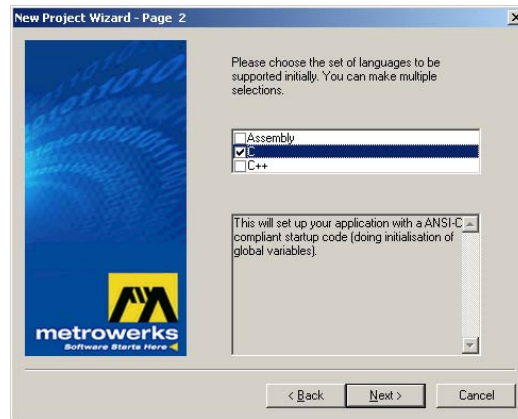 New Project Wizard - Page 2
Please choose the set of languages to be
supported initially. You can make multiple
selections.
Assembly
C
C++
This will set up your application with a ANSI-C
compliant startup code (doing initialisation of
global variables).
metrowerks
Software Starts Here
< Back
Next >
Cancel